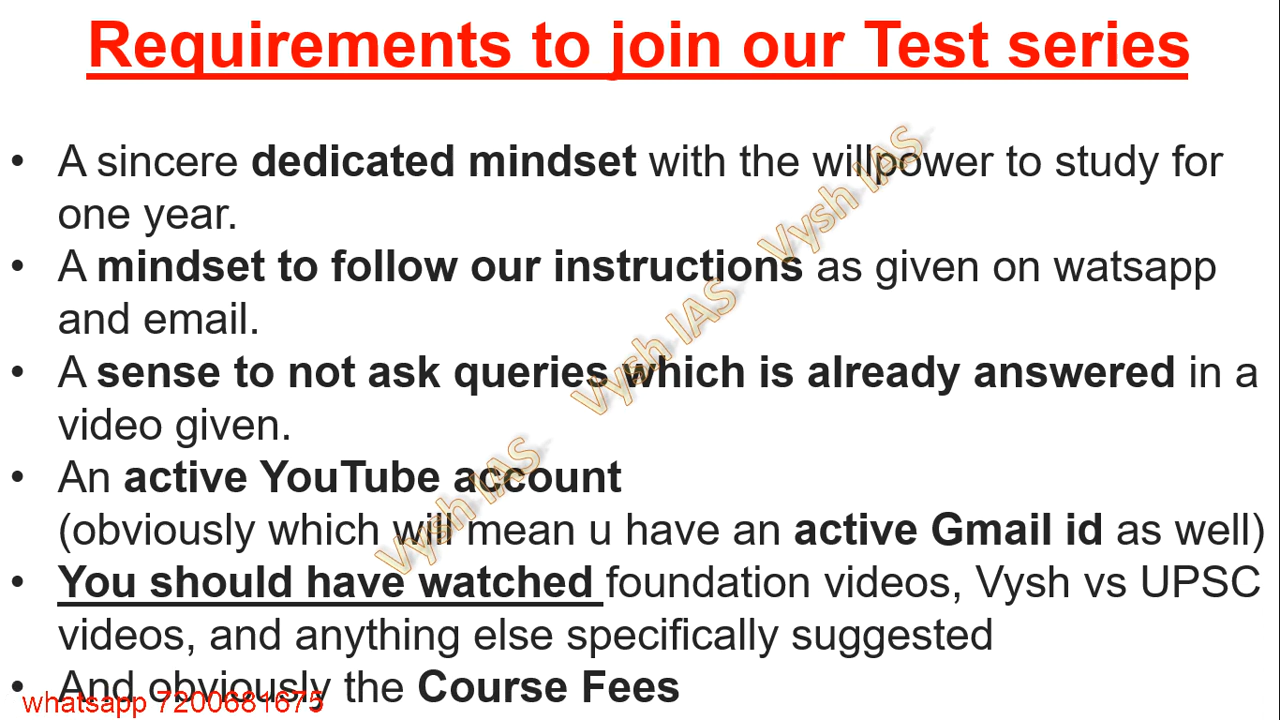 Requirements to join our Test series
• A sincere dedicated mindset with the willpower to study for
one year.
• A mindset to follow our instructions as given on watsapp
and email.
• A sense to not ask queries which is already answered in a
video given.
• An active YouTube account
(obviously which will mean u have an active Gmail id as well)
• You should have watched foundation videos, Vysh vs UPSC
videos, and anything else specifically suggested
• And obviously the Course Fees
whatsapp 7200681675
Vysh IAS
Vysh IAS
Vysh IAS